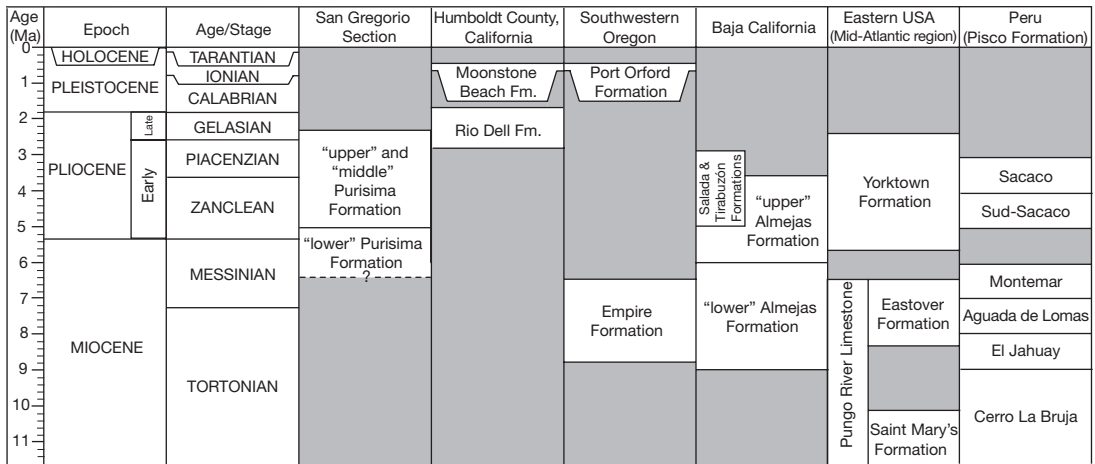 Age
(Ma)
Epoch
Age/Stage
San Gregorio
Section
Humboldt County,
California
Southwestern
Oregon
Baja California
Eastern USA
(Mid-Atlantic region)
Peru
(Pisco Formation)
0
1
2
3
4
5
6
7
8
9
10
11
HOLOCENE
PLEISTOCENE
PLIOCENE
Late
Early
MIOCENE
TARANTIAN
IONIAN
CALABRIAN
GELASIAN
PIACENZIAN
ZANCLEAN
MESSINIAN
TORTONIAN
“upper” and
“middle”
Purisima
Formation
“lower” Purisima
Formation
?
Moonstone
Beach Fm.
Rio Dell Fm.
Port Orford
Formation
Empire
Formation
Salada &
Tirabuzón
Formations
“upper”
Almejas
Formation
“lower” Almejas
Formation
Yorktown
Formation
Pungo River Limestone
Eastover
Formation
Saint Mary’s
Formation
Sacaco
Sud-Sacaco
Montemar
Aguada de Lomas
El Jahuay
Cerro La Bruja